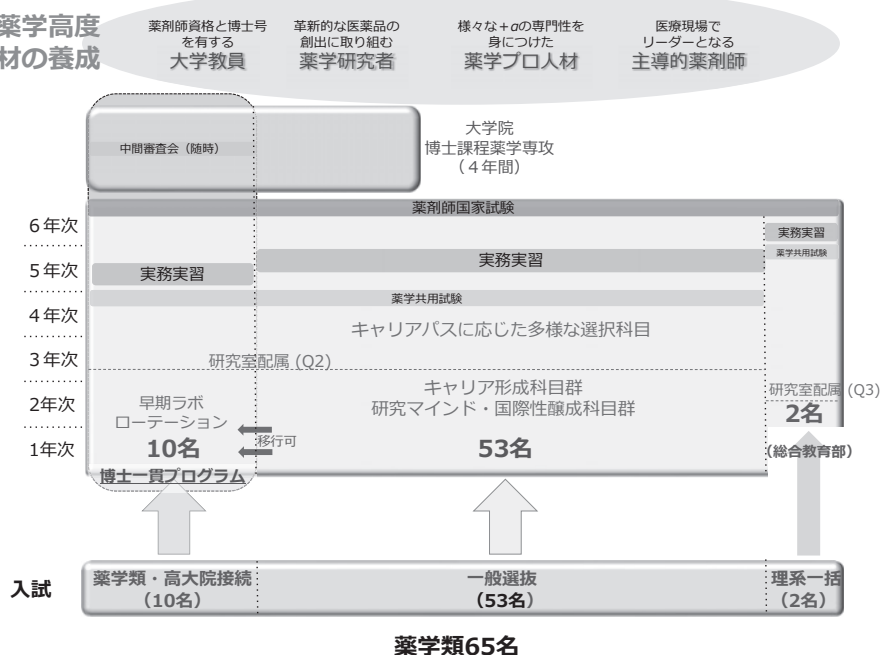 薬学高度
材の養成
薬剤師資格と博士号
を有する
大学教員
革新的な医薬品の
創出に取り組む
薬学研究者
様々な+αの専門性を
身につけた
薬学プロ人材
医療現場で
リーダーとなる
主導的薬剤師
中間審査会（随時）
大学院
博士課程薬学専攻
（４年間）
薬剤師国家試験
６年次
５年次
４年次
３年次
2年次
1年次
実務実習
実務実習
実務実習
薬学共用試験
薬学共用試験
キャリアパスに応じた多様な選択科目
研究室配属 (Q2)
キャリア形成科目群
研究マインド・国際性醸成科目群
早期ラボ
ローテーション
移行可
10名
博士一貫プログラム
53名
研究室配属 (Q3)
2名
（総合教育部）
入試
薬学類・高大院接続
（10名）
一般選抜
（53名）
理系一括
（2名）
薬学類65名